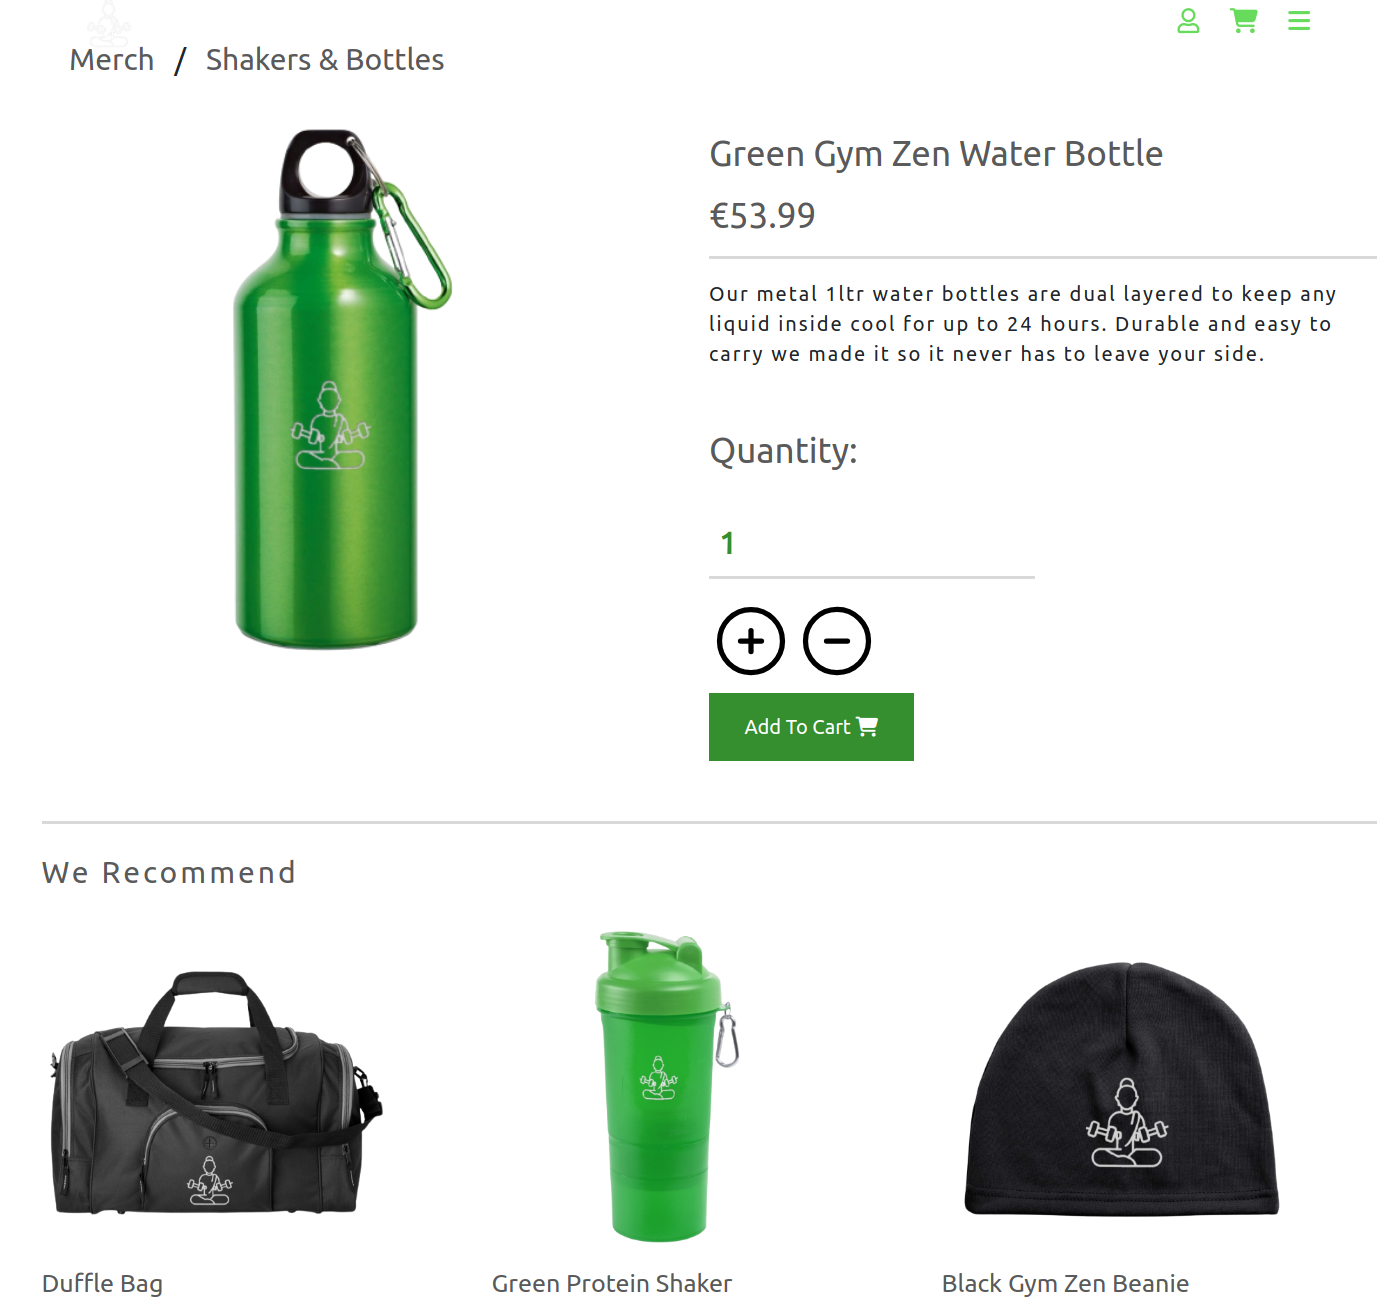 Merch / Shakers & Bottles
Green Gym Zen Water Bottle
€53.99
Our metal 1ltr water bottles are dual layered to keep any
liquid inside cool for up to 24 hours. Durable and easy to
carry we made it so it never has to leave your side.
Quantity:
1
Add To Cart
We Recommend
Duffle Bag
Green Protein Shaker
Black Gym Zen Beanie